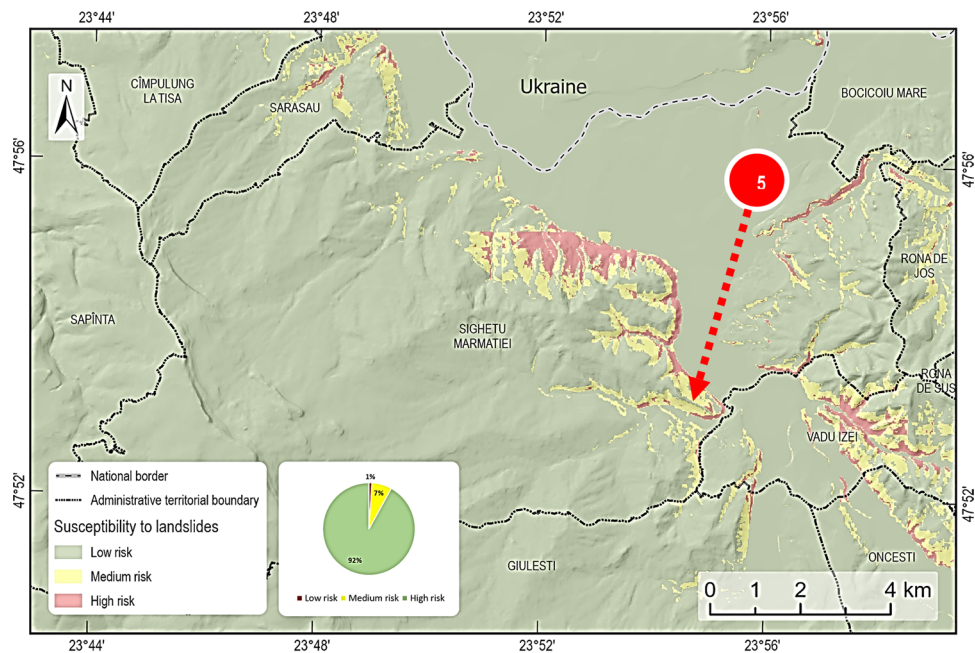 23°44'
23°48'
23°52'
23°56'
N
CÎMPULUNG
LA TISA
SARASAU
Ukraine
BOCICOIU MARE
47°56'
47°56'
5
RONA
DE JOS
SAPÎNTA
SIGHETU
MARMATIEI
RONA
DE SUS
VADU IZEI
National border
Administrative territorial boundary
Susceptibility to landslides
Low risk
Medium risk
High risk
1%
7%
92%
Low risk Medium risk High risk
47°52'
47°52'
GIULESTI
ONCESTI
0 1 2 4 km
23°44'
23°48'
23°52'
23°56'